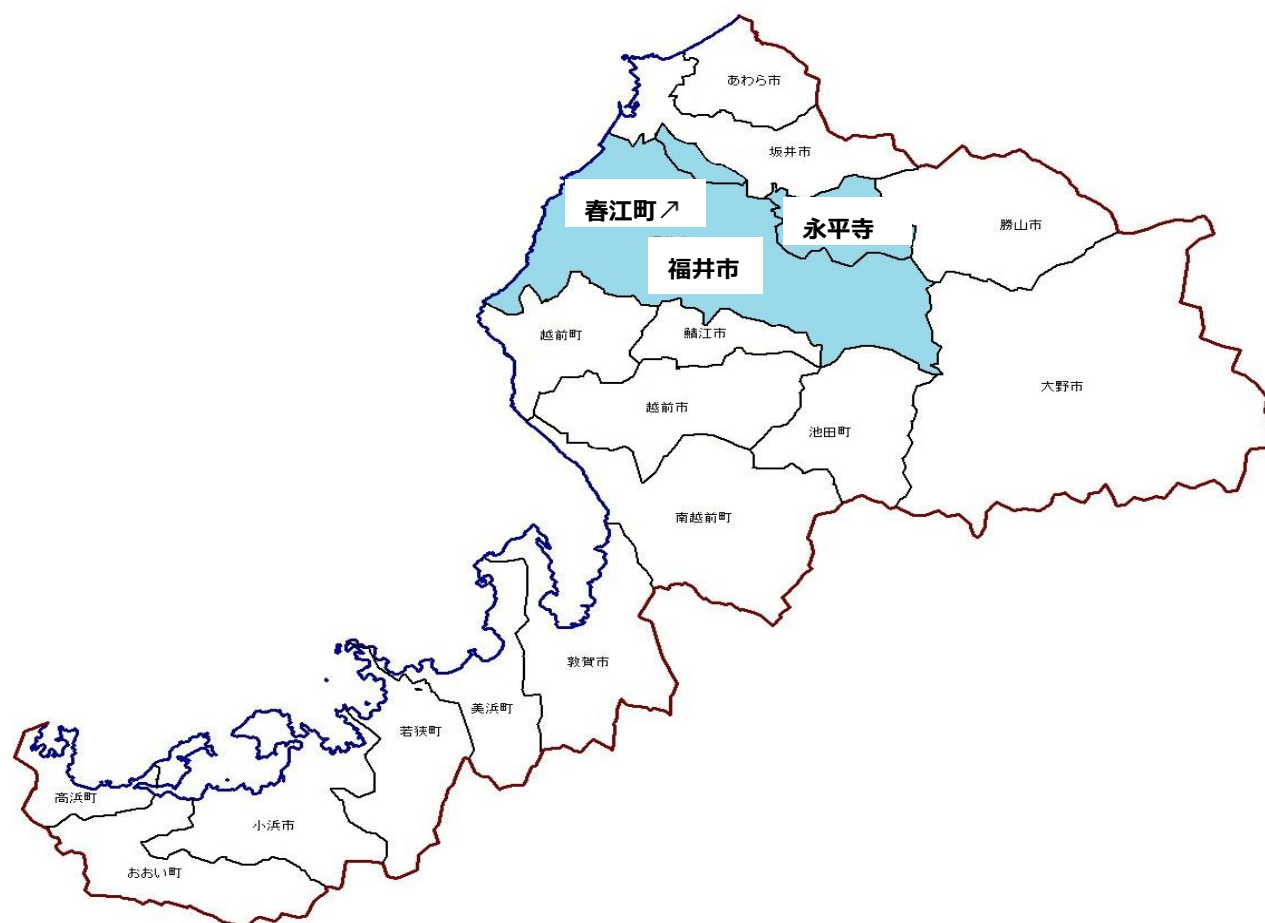 あわら市
坂井市
春江町↗
永平寺
勝山市
福井市
越前町
鯖江市
大野市
越前市
池田町
南越前町
敦賀市
美浜町
若狭町
高浜町
小浜市
おおい町